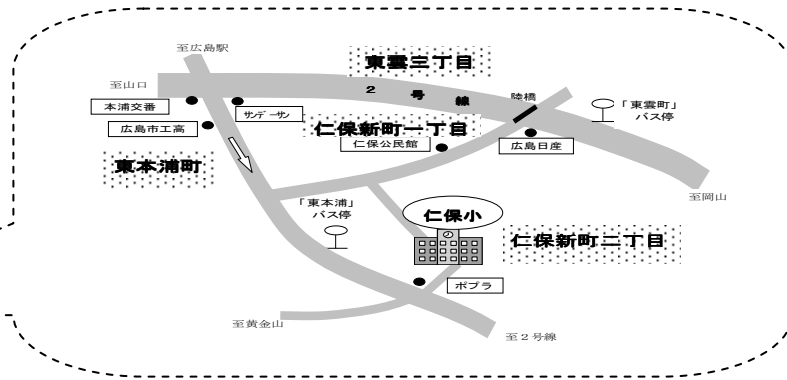 至広島駅
東雲三丁目
至山口
2号線
陸橋
本浦交番
サンデーサン
「東雲町」
バス停
広島市工高
仁保新町一丁目
仁保公民館
広島日産
東本浦町
至岡山
「東本浦」
バス停
仁保小
仁保新町二丁目
ポプラ
至黄金山
至2号線